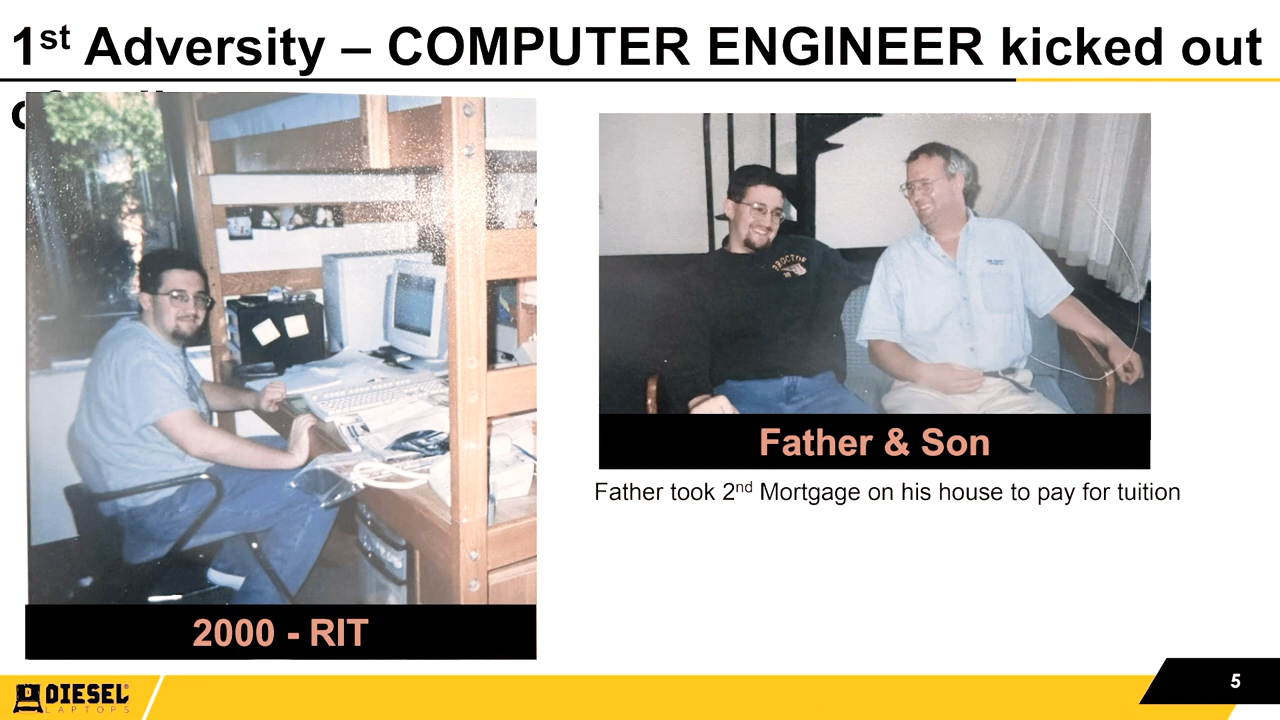 1st Adversity – COMPUTER ENGINEER kicked out
PROCTOR
Father & Son
Father took 2nd Mortgage on his house to pay for tuition
2000 - RIT
DIESEL
LAPTOPS
5